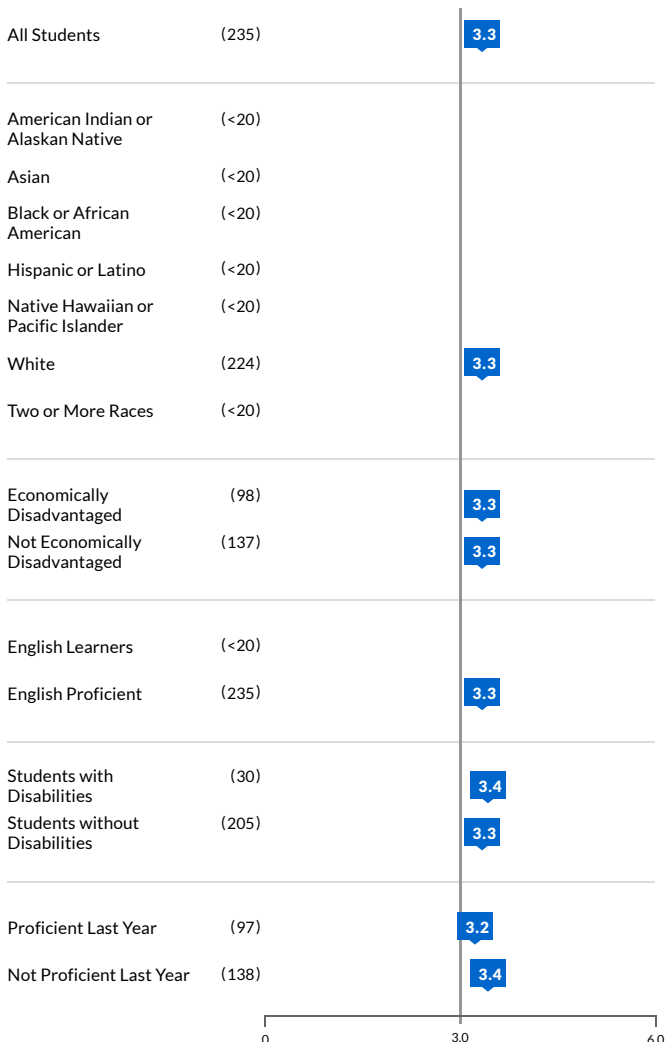 All Students (235) 3.3
American Indian or
Alaskan Native (<20)
Asian (<20)
Black or African
American (<20)
Hispanic or Latino (<20)
Native Hawaiian or
Pacific Islander (<20)
White (224) 3.3
Two or More Races (<20)
Economically
Disadvantaged (98) 3.3
Not Economically
Disadvantaged (137) 3.3
English Learners (<20)
English Proficient (235) 3.3
Students with
Disabilities (30) 3.4
Students without
Disabilities (205) 3.3
Proficient Last Year (97) 3.2
Not Proficient Last Year (138) 3.4
0 3.0 6.0